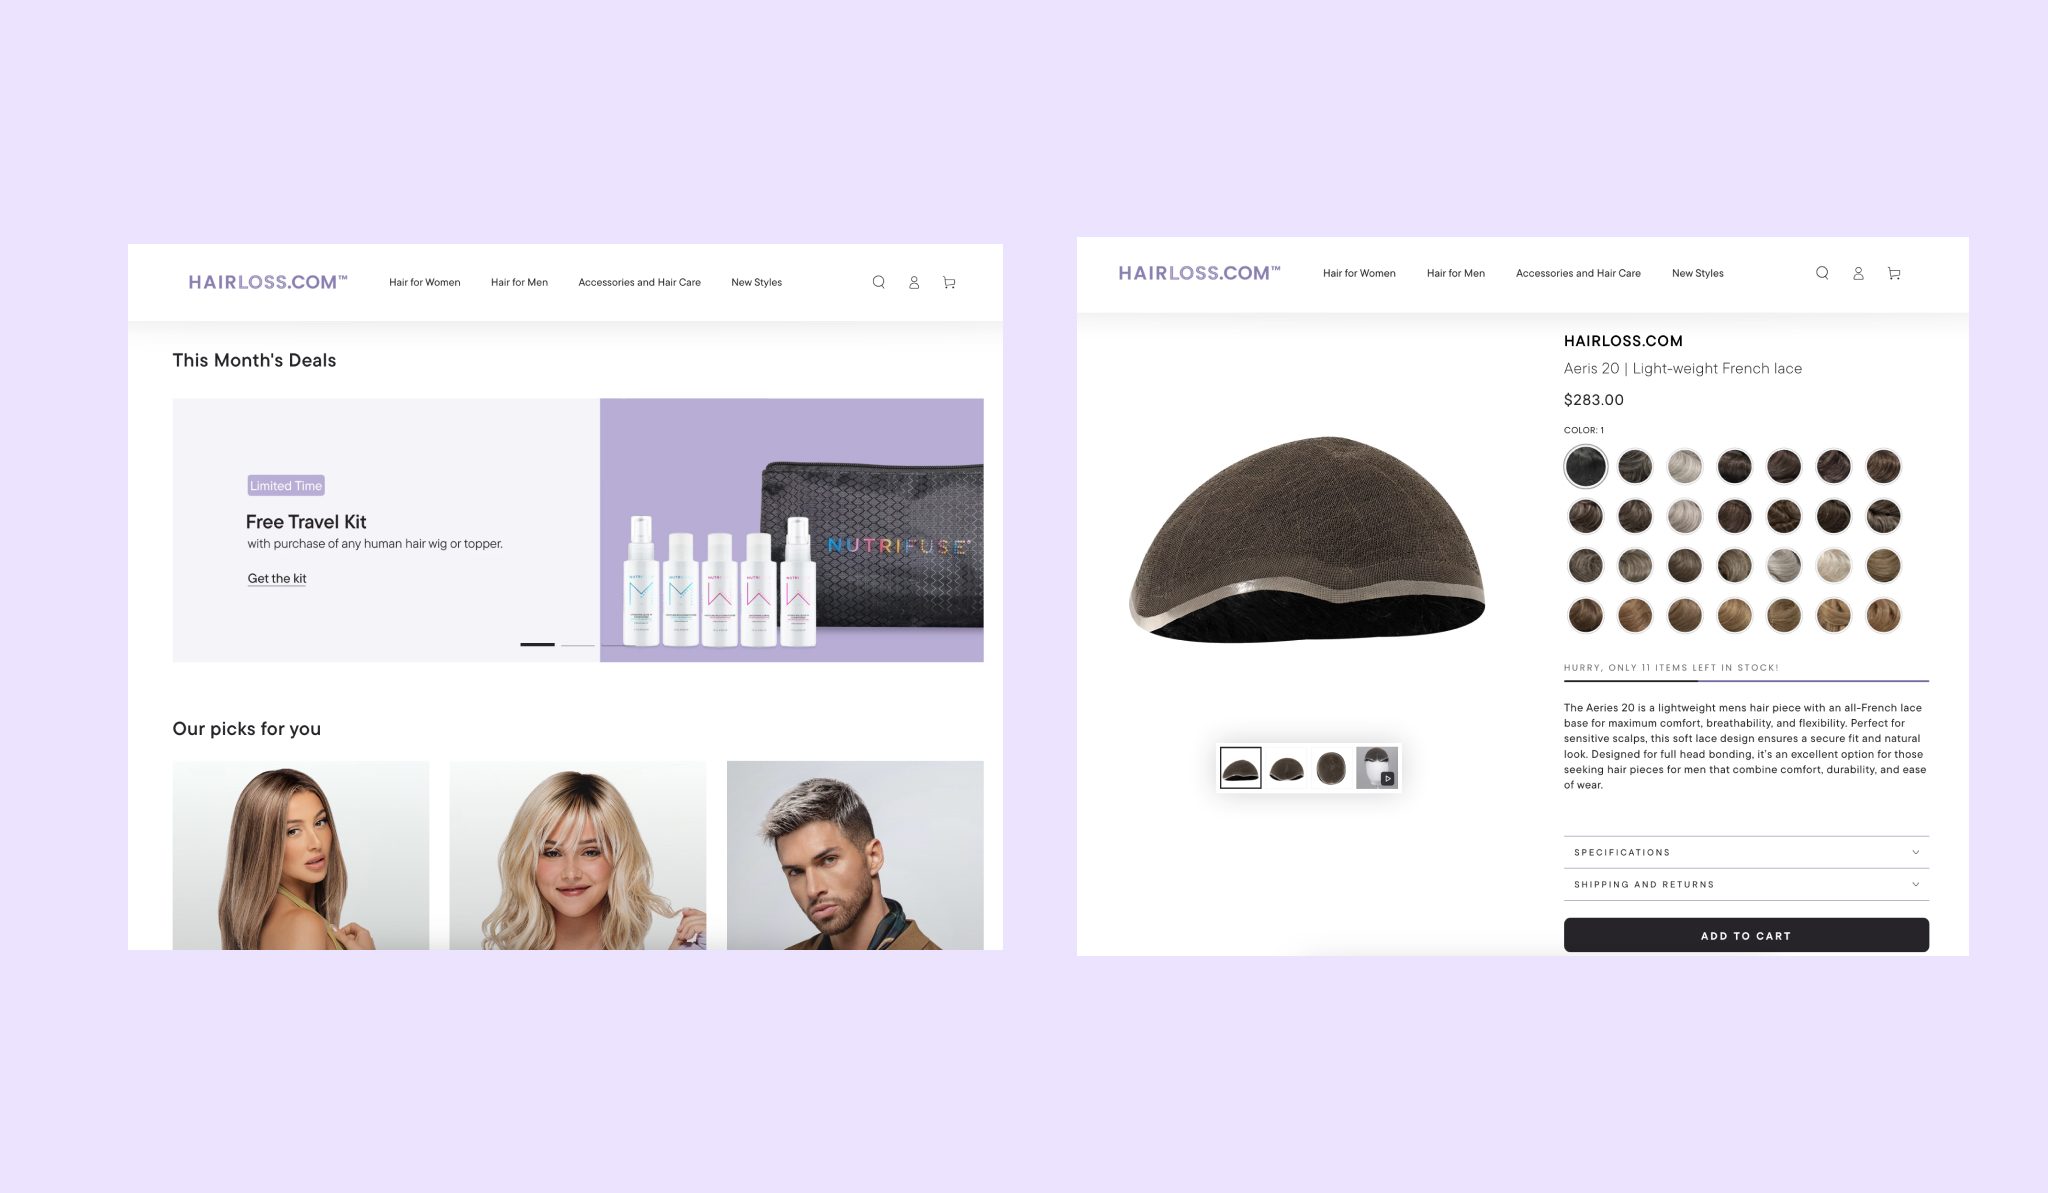 HAIRLOSS.COM™
Hair for Women
Hair for Men
Accessories and Hair Care
New Styles
This Month's Deals
Limited Time
Free Travel Kit
with purchase of any human hair wig or topper.
Get the kit
NUTRIFUSE
Our picks for you
HAIRLOSS.COM™
Hair for Women
Hair for Men
Accessories and Hair Care
New Styles
HAIRLOSS.COM
Aeris 20 | Light-weight French lace
$283.00
COLOR: 1
HURRY, ONLY 11 ITEMS LEFT IN STOCK!
The Aeries 20 is a lightweight mens hair piece with an all-French lace
base for maximum comfort, breathability, and flexibility. Perfect for
sensitive scalps, this soft lace design ensures a secure fit and natural
look. Designed for full head bonding, it's an excellent option for those
seeking hair pieces for men that combine comfort, durability, and ease
of wear.
SPECIFICATIONS
SHIPPING AND RETURNS
ADD TO CART